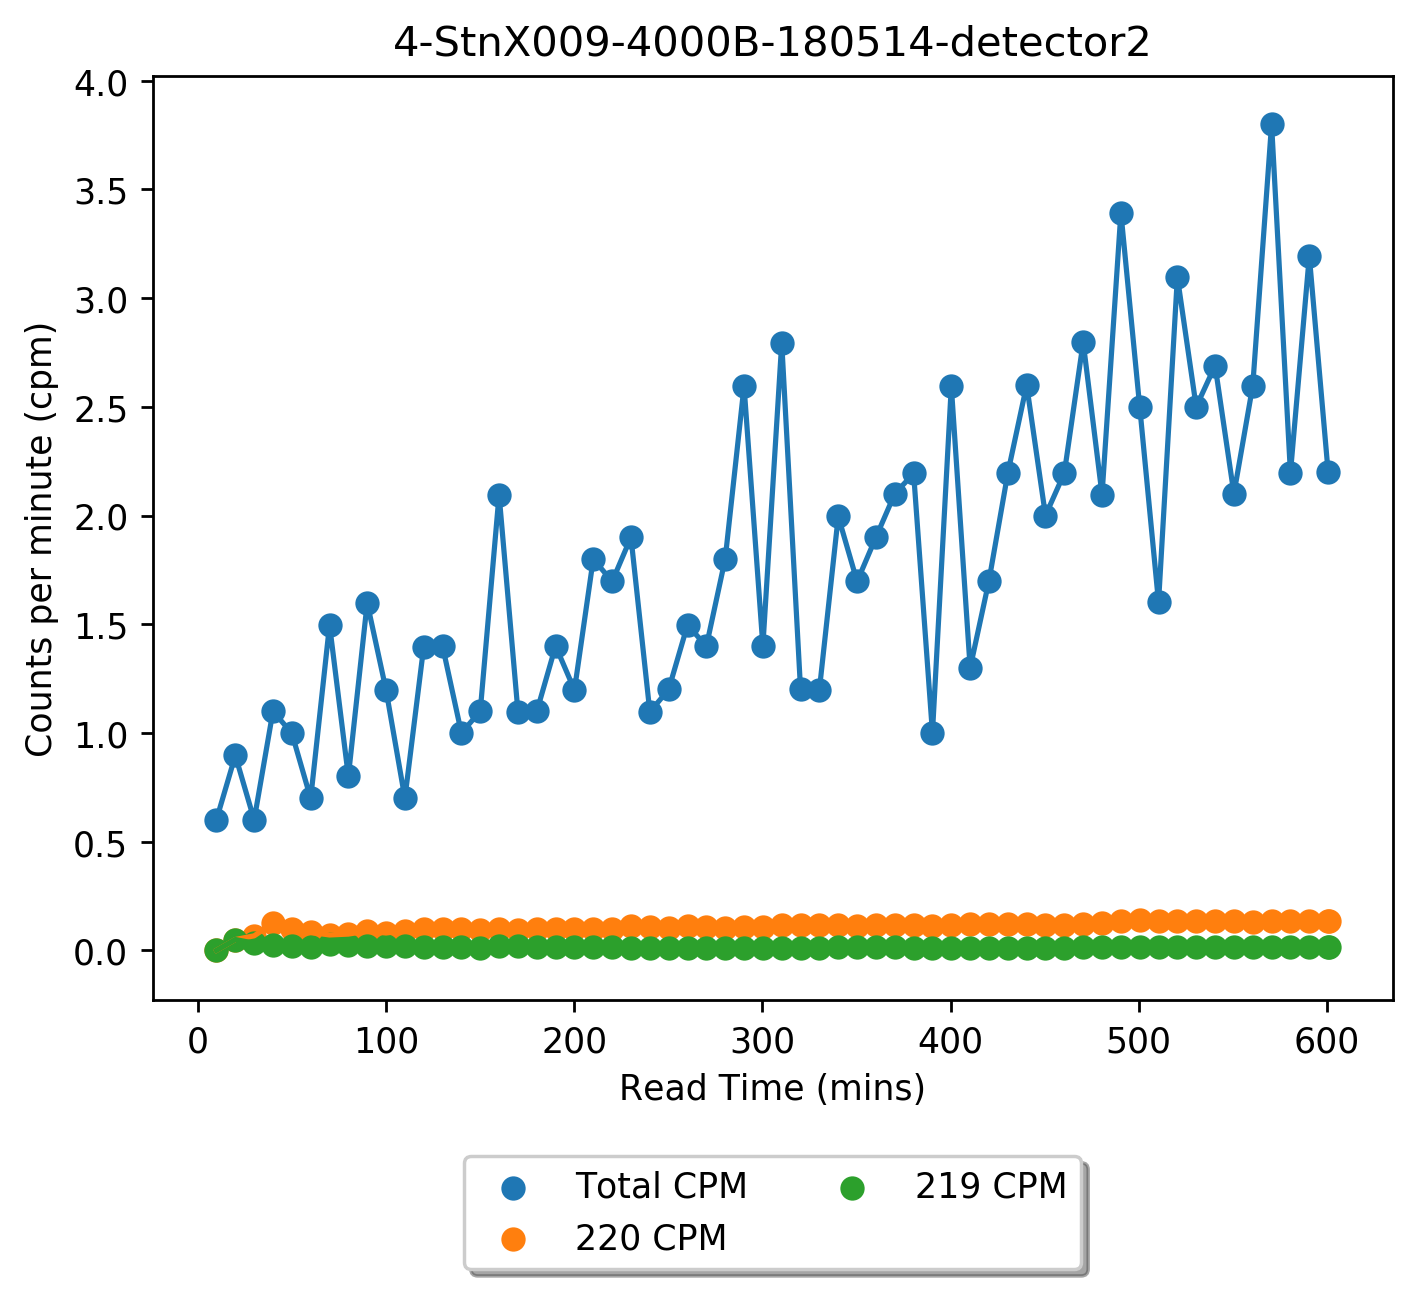 4-StnX009-4000B-180514-detector2
4.0
3.5
3.0
2.5
2.0
1.5
1.0
0.5
0.0
Counts per minute (cpm)
0 100 200 300 400 500 600
Read Time (mins)
Total CPM 219 CPM
220 CPM